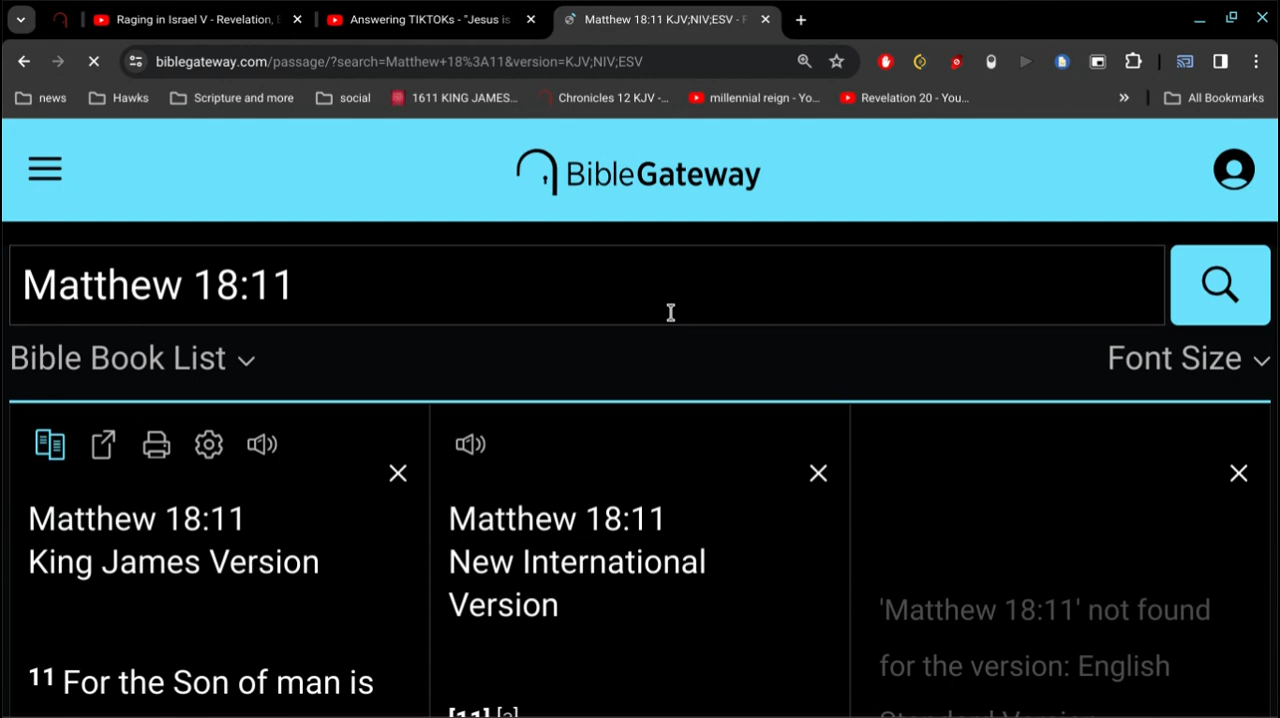 Raging in Israel V - Revelation, E
Answering TIKTOKs - "Jesus is
Matthew 18:11 KJV;NIV;ESV - F
biblegateway.com/passage/?search=Matthew+18%3A11&version=KJV;NIV;ESV
news
Hawks
Scripture and more
social
1611 KING JAMES...
Chronicles 12 KJV -...
millennial reign - Yo...
Revelation 20 - You...
All Bookmarks
BibleGateway
Matthew 18:11
Bible Book List
Font Size
Matthew 18:11
King James Version
11 For the Son of man is
Matthew 18:11
New International
Version
[11] [a]
'Matthew 18:11' not found
for the version: English
Standard Version